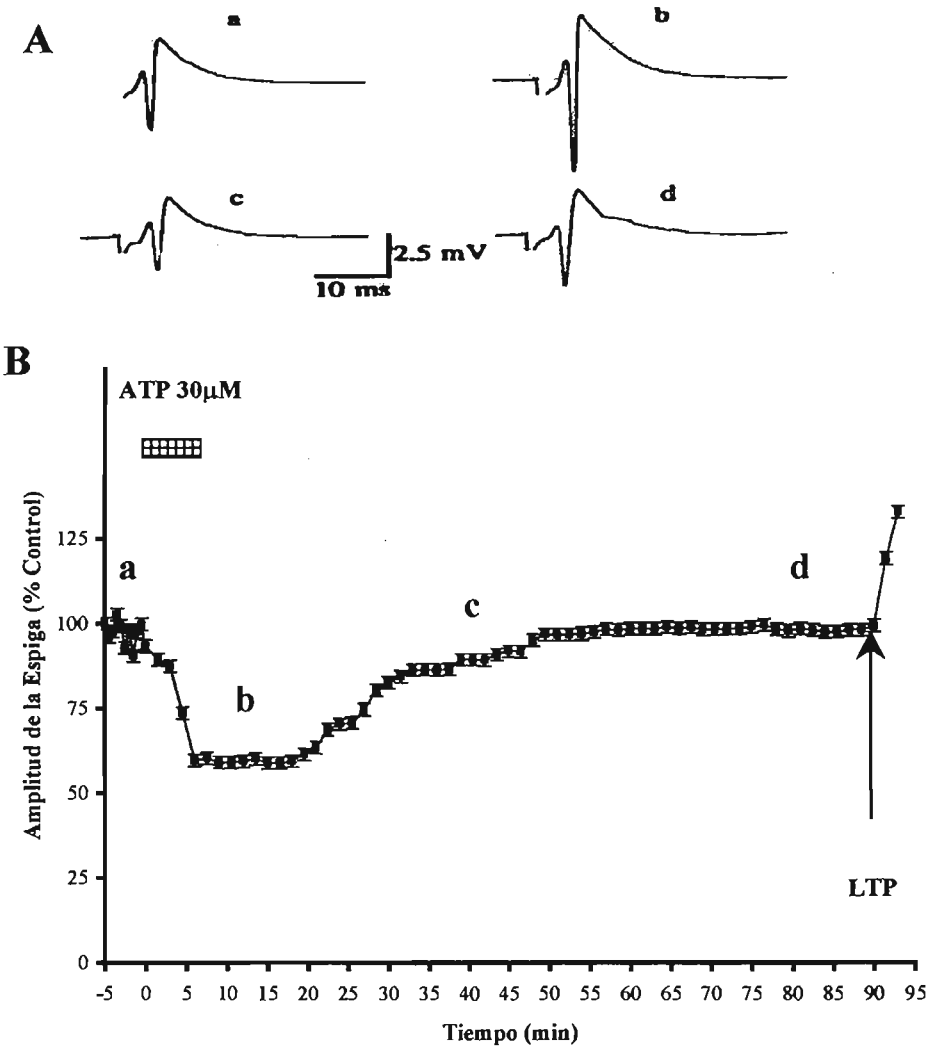 A
a
b
c
d
2.5 mV
10 ms
B
ATP 30µM
Amplitud de la Espiga (% Control)
125
100
75
50
25
0
a
b
c
d
LTP
-5 0 5 10 15 20 25 30 35 40 45 50 55 60 65 70 75 80 85 90 95
Tiempo (min)